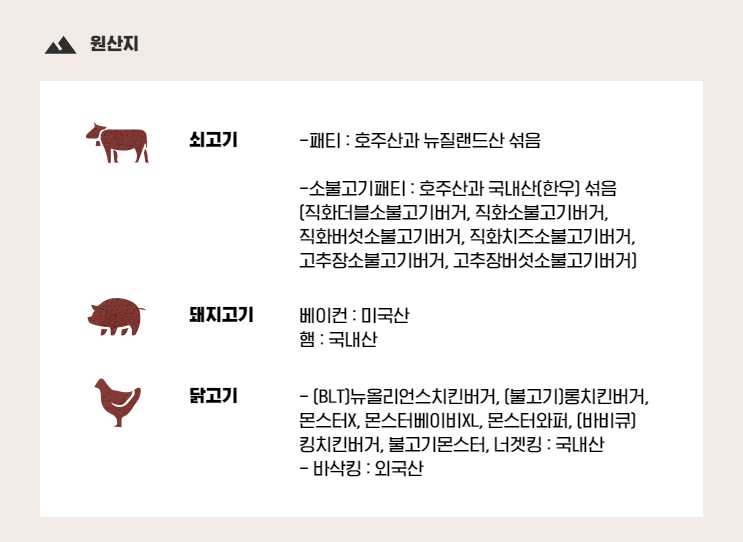 원산지
쇠고기
-패티 : 호주산과 뉴질랜드산 섞음
-소불고기패티 : 호주산과 국내산(한우) 섞음
(직화더블소불고기버거, 직화소불고기버거,
직화버섯소불고기버거, 직화치즈소불고기버거,
고추장소불고기버거, 고추장버섯소불고기버거)
돼지고기
베이컨 : 미국산
햄 : 국내산
닭고기
- (BLT)뉴올리언스치킨버거, (불고기)롱치킨버거,
몬스터X, 몬스터베이비XL, 몬스터와퍼, (바비큐)
킹치킨버거, 불고기몬스터, 너겟킹 : 국내산
- 바삭킹 : 외국산